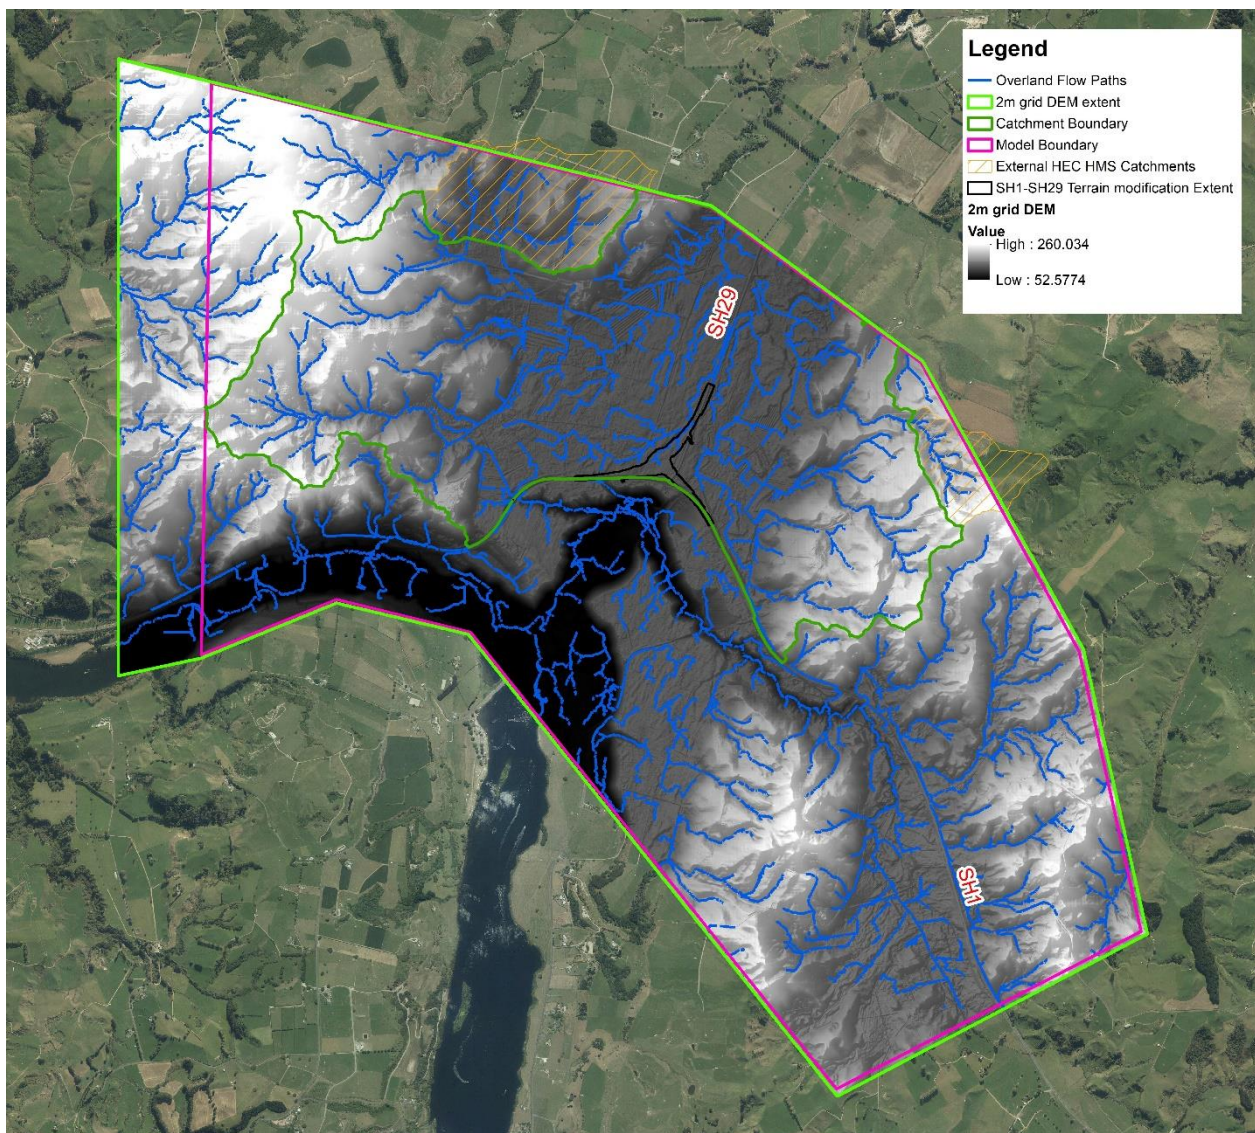 Legend
Overland Flow Paths
2m grid DEM extent
Catchment Boundary
Model Boundary
External HEC HMS Catchments
SH1-SH29 Terrain modification Extent
2m grid DEM
Value
High : 260.034
Low : 52.5774
SH29
SH1